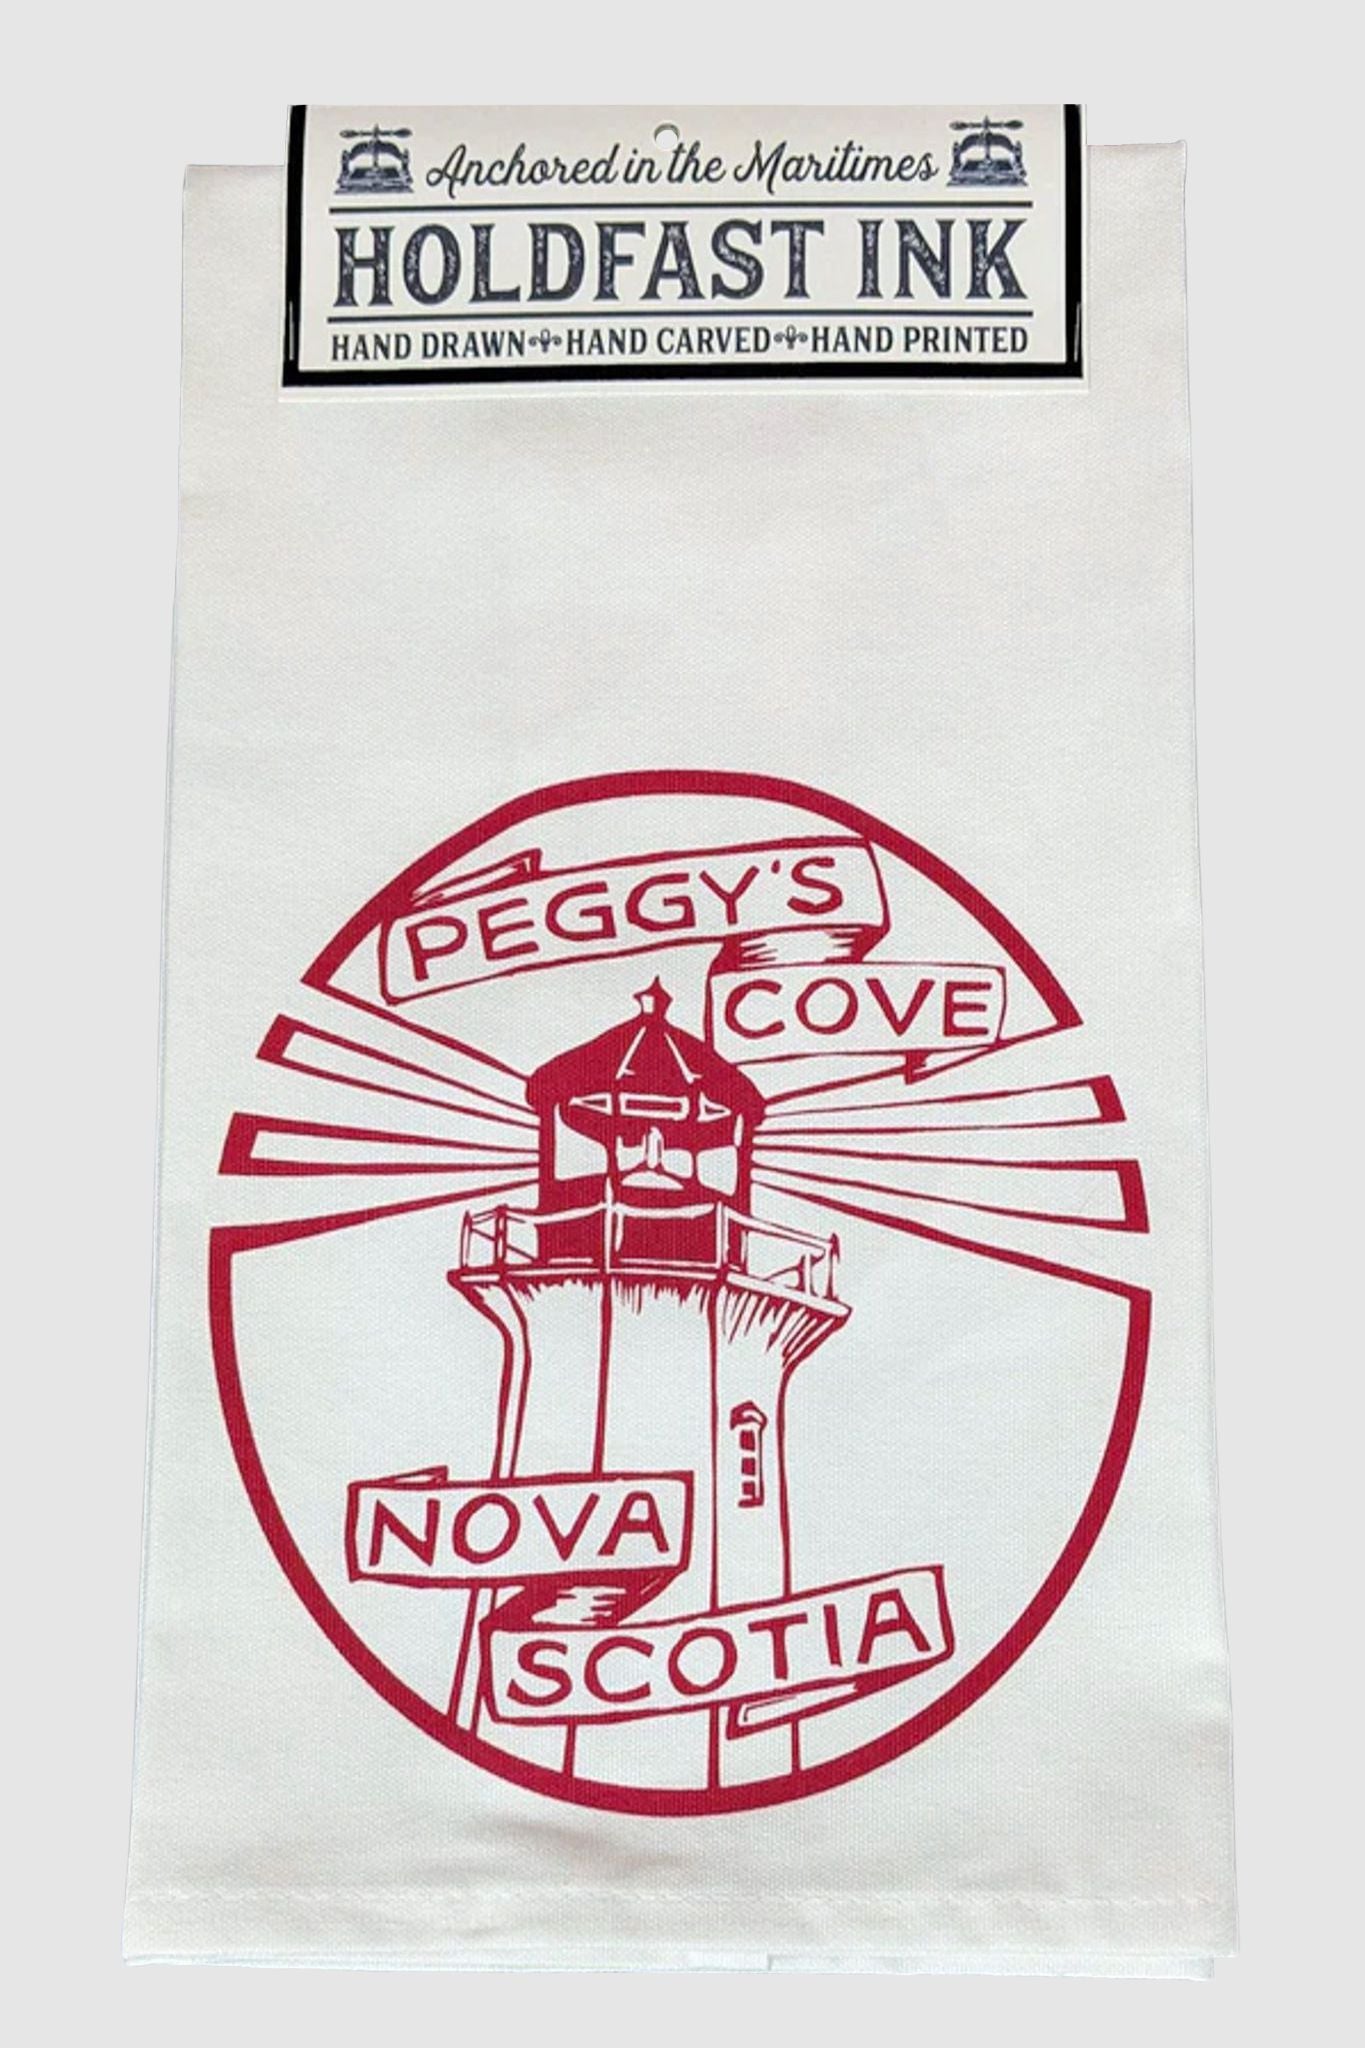 Anchored in the Maritimes
HOLDFAST INK
HAND DRAWN HAND CARVED HAND PRINTED
PEGGY'S
COVE
NOVA
SCOTIA